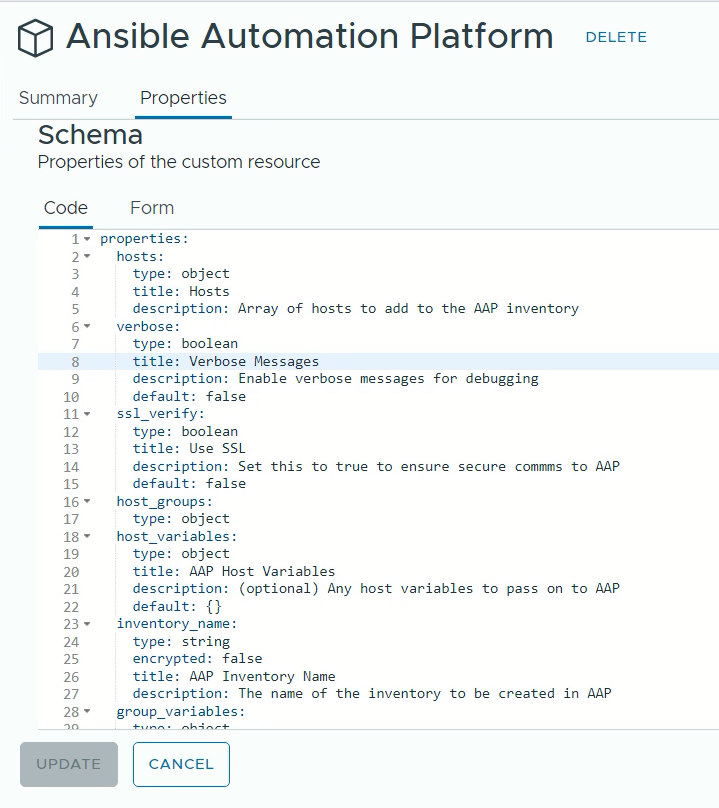 Ansible Automation Platform DELETE
Summary Properties
Schema
Properties of the custom resource
Code Form
1 properties:
2 hosts:
3 type: object
4 title: Hosts
5 description: Array of hosts to add to the AAP inventory
6 verbose:
7 type: boolean
8 title: Verbose Messages
9 description: Enable verbose messages for debugging
10 default: false
11 ssl_verify:
12 type: boolean
13 title: Use SSL
14 description: Set this to true to ensure secure commms to AAP
15 default: false
16 host_groups:
17 type: object
18 host_variables:
19 type: object
20 title: AAP Host Variables
21 description: (optional) Any host variables to pass on to AAP
22 default: {}
23 inventory_name:
24 type: string
25 encrypted: false
26 title: AAP Inventory Name
27 description: The name of the inventory to be created in AAP
28 group_variables:
29 type: object
UPDATE CANCEL